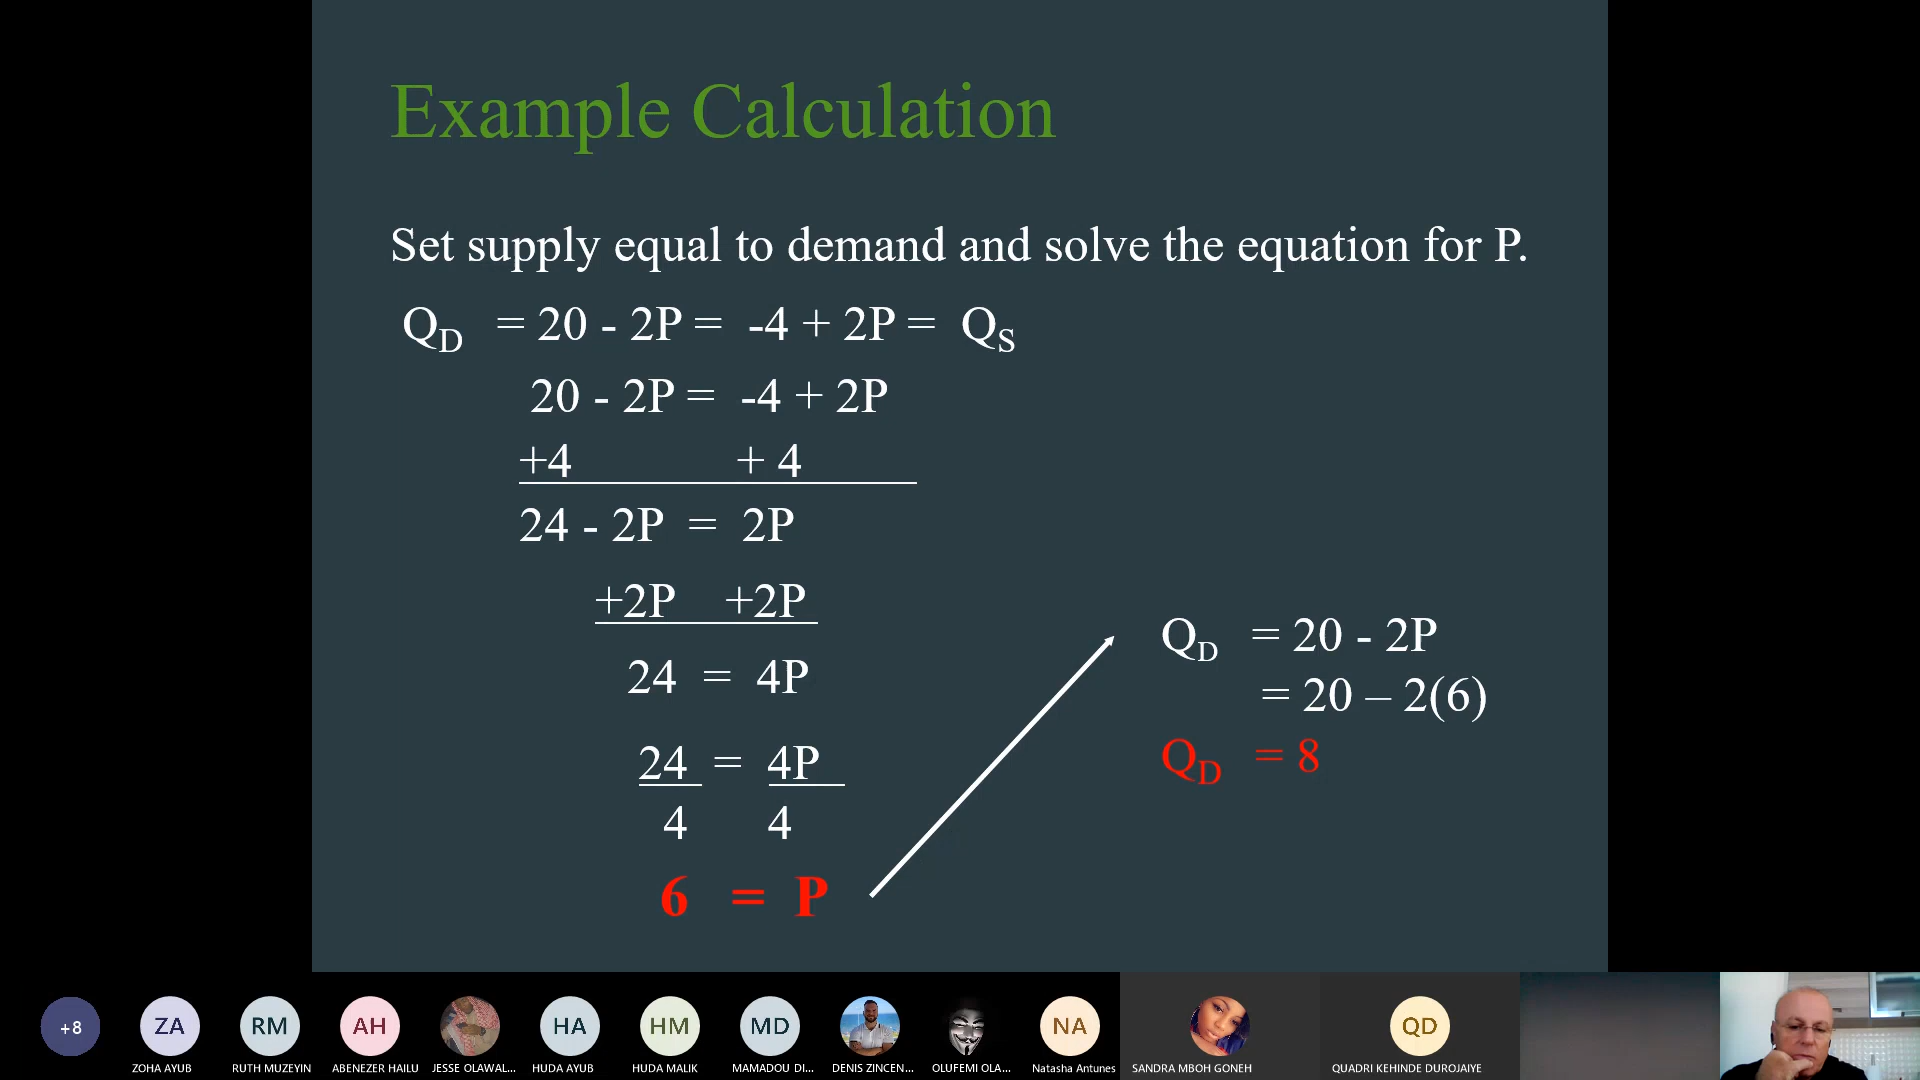 Example Calculation
Set supply equal to demand and solve the equation for P.
Q_D = 20 - 2P = -4 + 2P = Q_S
20 - 2P = -4 + 2P
+4 + 4
24 - 2P = 2P
+2P +2P
24 = 4P
24 = 4P
4 4
6 = P
Q_D = 20 - 2P
= 20 – 2(6)
Q_D = 8
+8
ZA
RM
AH
HA
HM
MD
NA
QD
ZOHA AYUB
RUTH MUZEYIN
ABENEZER HAILU
JESSE OLAWAL...
HUDA AYUB
HUDA MALIK
MAMADOU DI...
DENIS ZINCEN...
OLUFEMI OLA...
Natasha Antunes
SANDRA MBOH GONEH
QUADRI KEHINDE DUROJAIYE